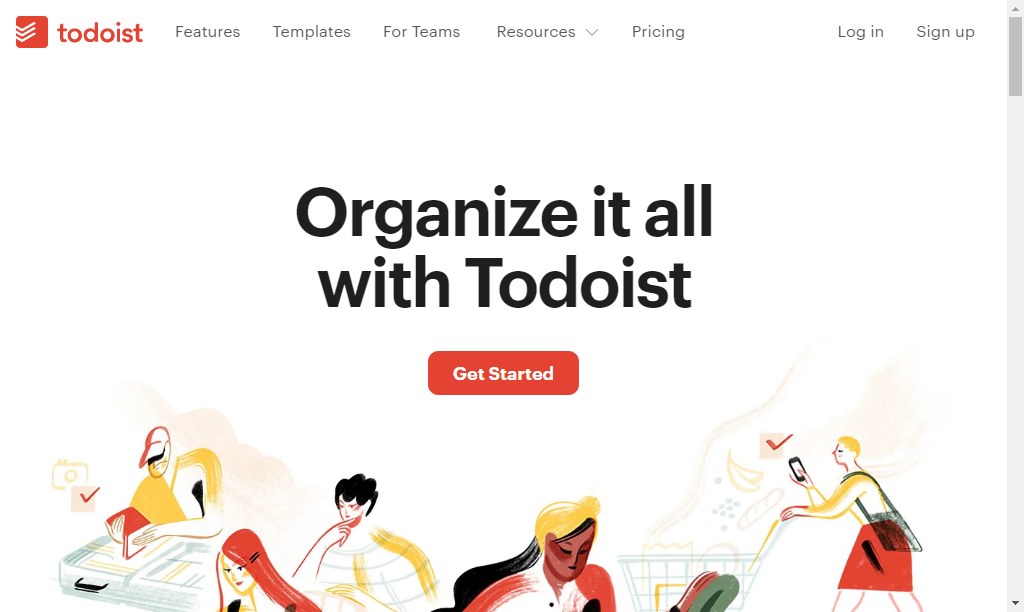 todoist Features Templates For Teams Resources Pricing Log in Sign up
Organize it all
with Todoist
Get Started